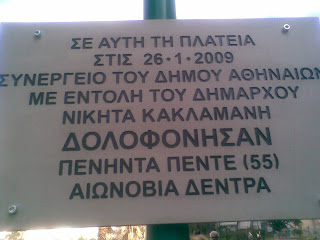 ΣΕ ΑΥΤΗ ΤΗ ΠΛΑΤΕΙΑ
ΣΤΙΣ 26·1·2009
ΣΥΝΕΡΓΕΙΟ ΤΟΥ ΔΗΜΟΥ ΑΘΗΝΑΙΩΝ
ΜΕ ΕΝΤΟΛΗ ΤΟΥ ΔΗΜΑΡΧΟΥ
ΝΙΚΗΤΑ ΚΑΚΛΑΜΑΝΗ
ΔΟΛΟΦΟΝΗΣΑΝ
ΠΕΝΗΝΤΑ ΠΕΝΤΕ (55)
ΑΙΩΝΟΒΙΑ ΔΕΝΤΡΑ